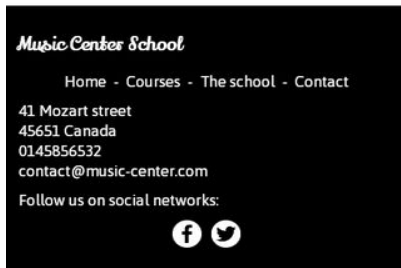 Music Center School
Home - Courses - The school - Contact
41 Mozart street
45651 Canada
0145856532
contact@music-center.com
Follow us on social networks: